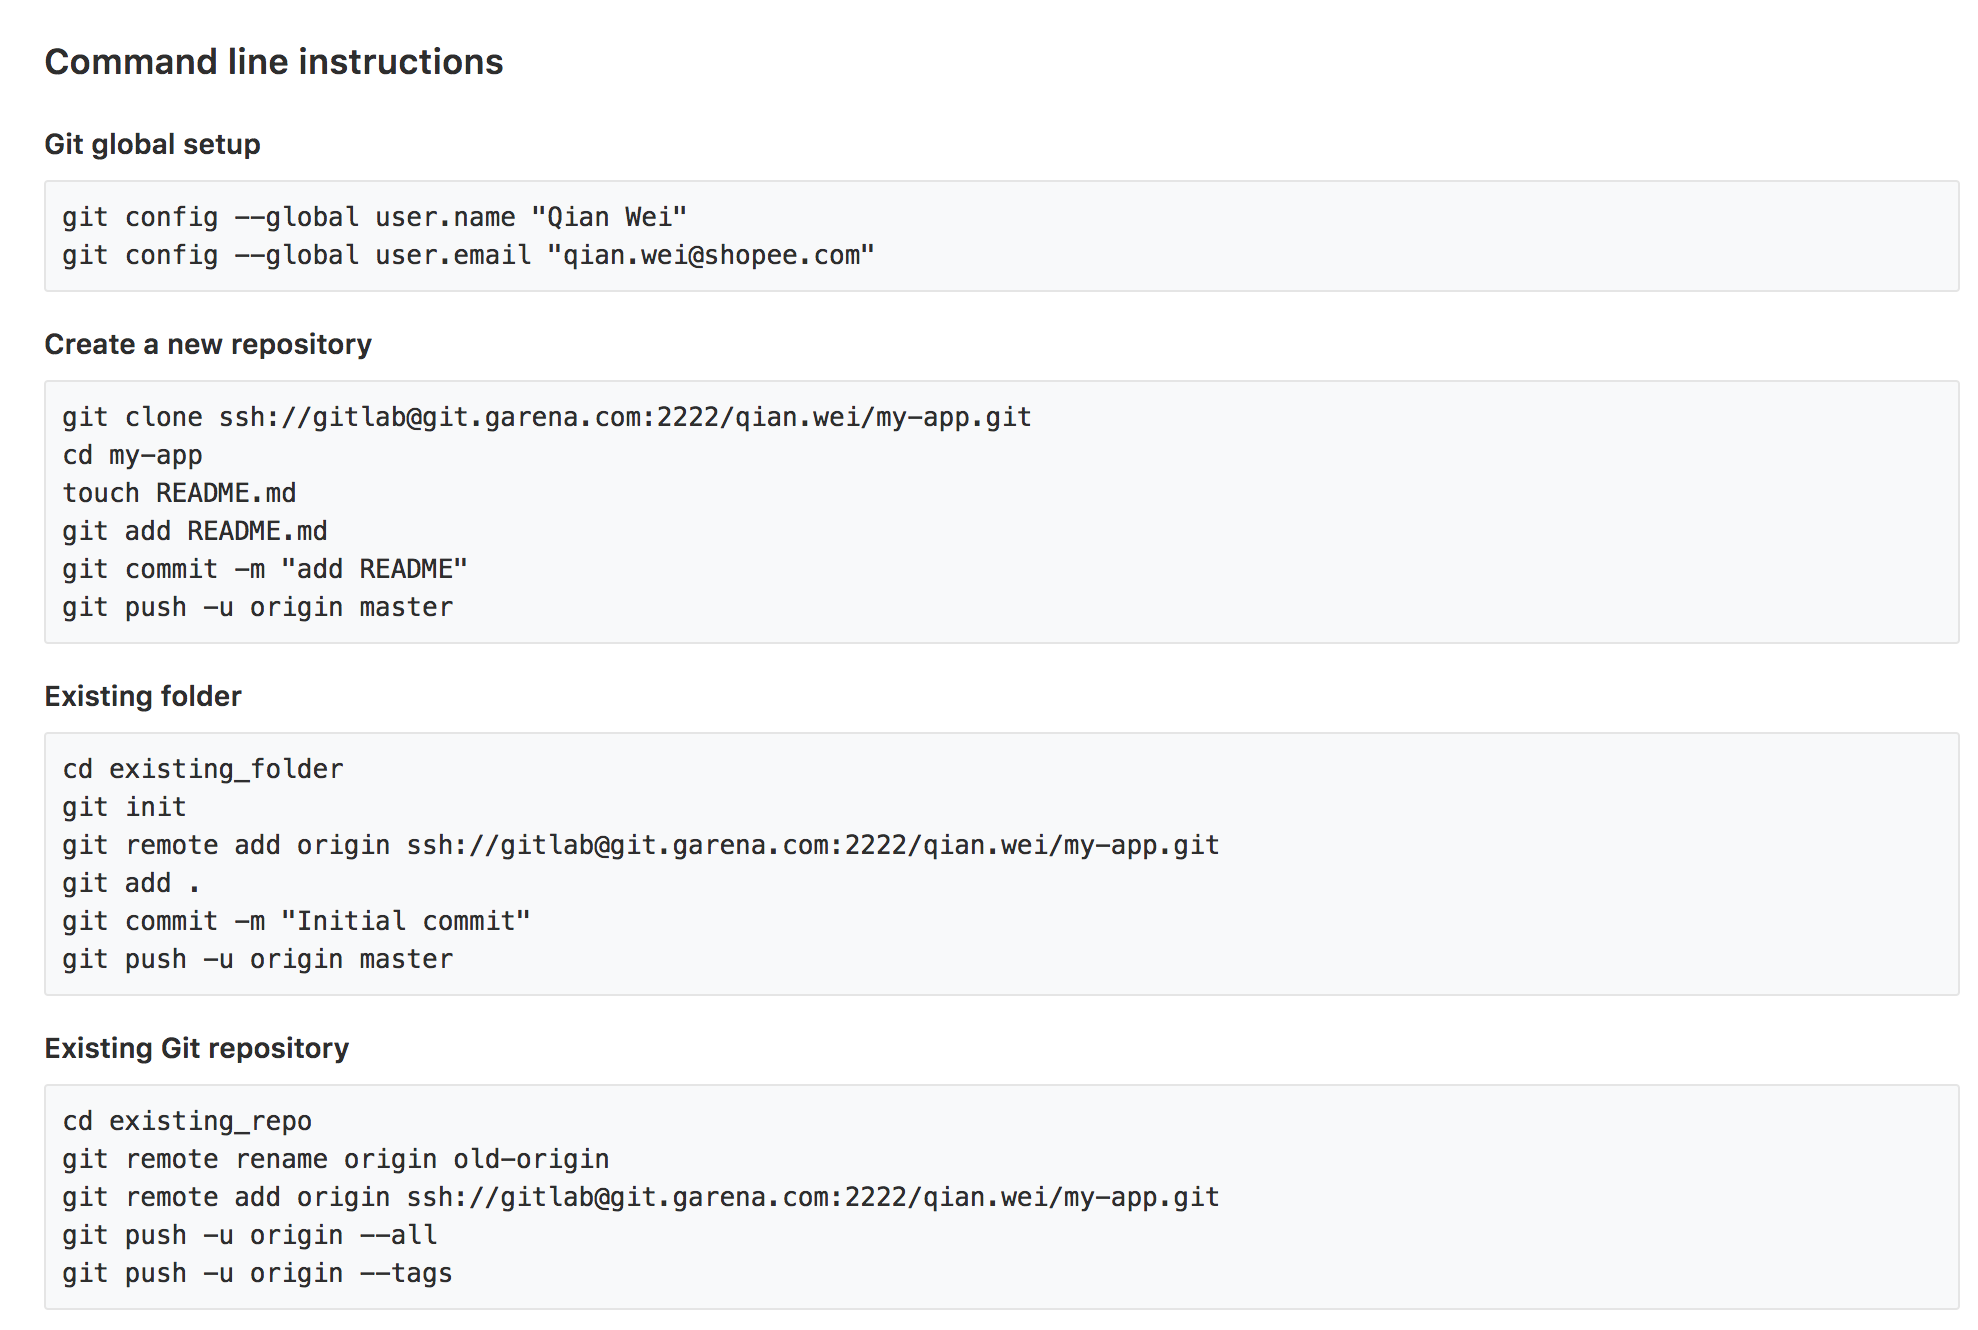 Command line instructions
Git global setup
git config --global user.name "Qian Wei"
git config --global user.email "qian.wei@shopee.com"
Create a new repository
git clone ssh://gitlab@git.garena.com:2222/qian.wei/my-app.git
cd my-app
touch README.md
git add README.md
git commit -m "add README"
git push -u origin master
Existing folder
cd existing_folder
git init
git remote add origin ssh://gitlab@git.garena.com:2222/qian.wei/my-app.git
git add .
git commit -m "Initial commit"
git push -u origin master
Existing Git repository
cd existing_repo
git remote rename origin old-origin
git remote add origin ssh://gitlab@git.garena.com:2222/qian.wei/my-app.git
git push -u origin --all
git push -u origin --tags